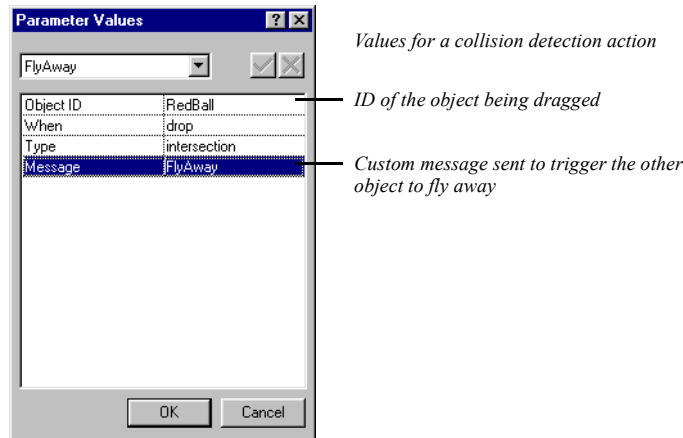 Parameter Values
FlyAway
Object ID RedBall
When drop
Type intersection
Message FlyAway
OK Cancel
Values for a collision detection action
ID of the object being dragged
Custom message sent to trigger the other
object to fly away